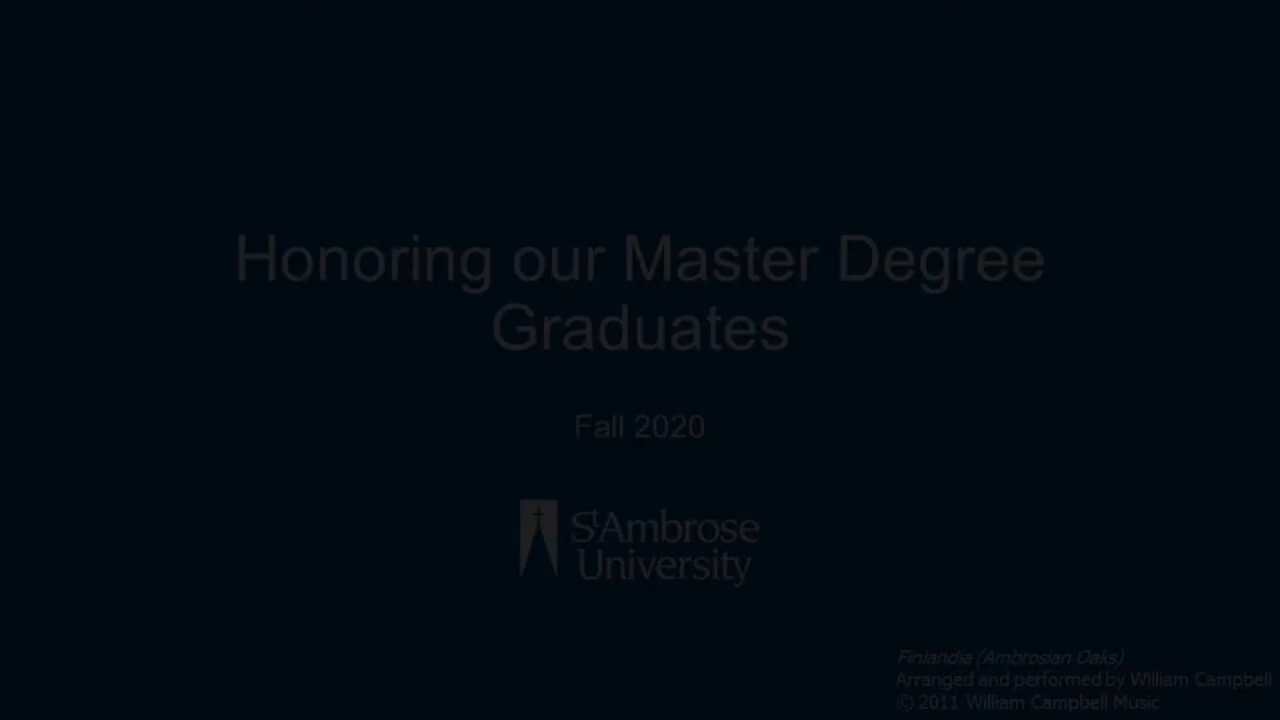 Honoring our Master Degree
Graduates
Fall 2020
St Ambrose
University
Finlandia (Ambrosian Oaks)
Arranged and performed by William Campbell
© 2011 William Campbell Music